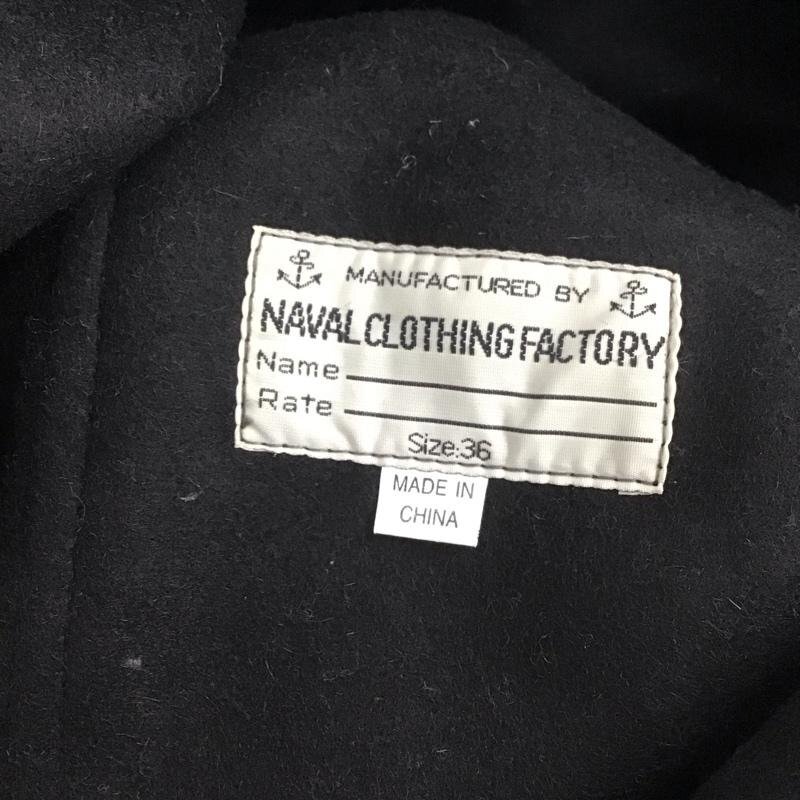 MANUFACTURED BY
NAVAL CLOTHING FACTORY
Name
Rate
Size:36
MADE IN
CHINA